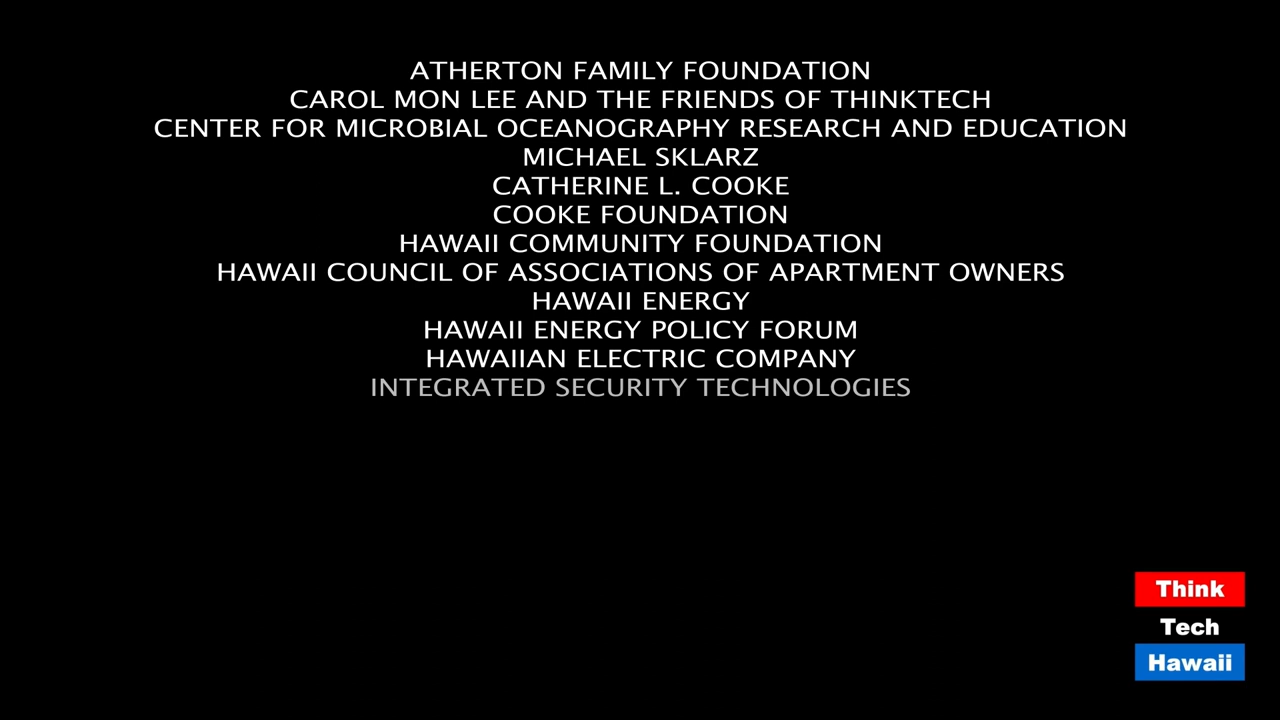 ATHERTON FAMILY FOUNDATION
CAROL MON LEE AND THE FRIENDS OF THINKTECH
CENTER FOR MICROBIAL OCEANOGRAPHY RESEARCH AND EDUCATION
MICHAEL SKLARZ
CATHERINE L. COOKE
COOKE FOUNDATION
HAWAII COMMUNITY FOUNDATION
HAWAII COUNCIL OF ASSOCIATIONS OF APARTMENT OWNERS
HAWAII ENERGY
HAWAII ENERGY POLICY FORUM
HAWAIIAN ELECTRIC COMPANY
INTEGRATED SECURITY TECHNOLOGIES
Think
Tech
Hawaii